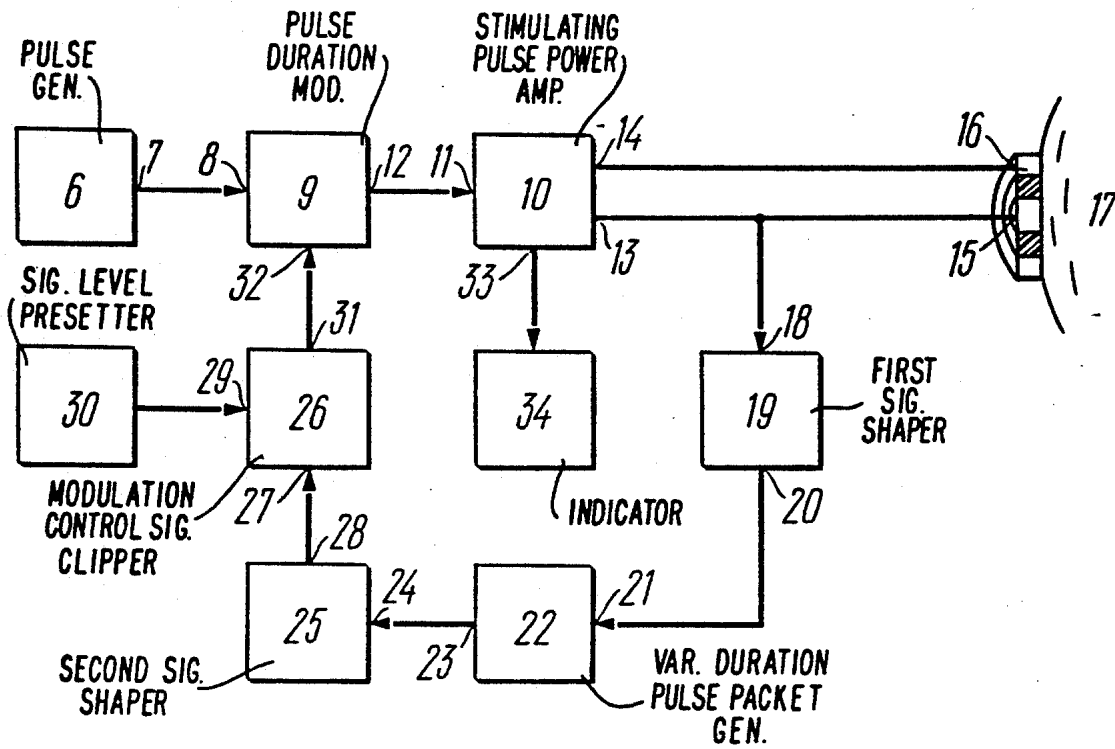 PULSE
GEN.
PULSE
DURATION
MOD.
STIMULATING
PULSE POWER
AMP.
6
7
8
9
12
11
10
14
13
16
15
17
32
33
SIG. LEVEL
PRESETTER
31
18
30
29
26
34
19
FIRST
SIG.
SHAPER
MODULATION
CONTROL SIG.
CLIPPER
27
INDICATOR
20
28
25
24
23
22
21
SECOND SIG.
SHAPER
VAR. DURATION
PULSE PACKET
GEN.